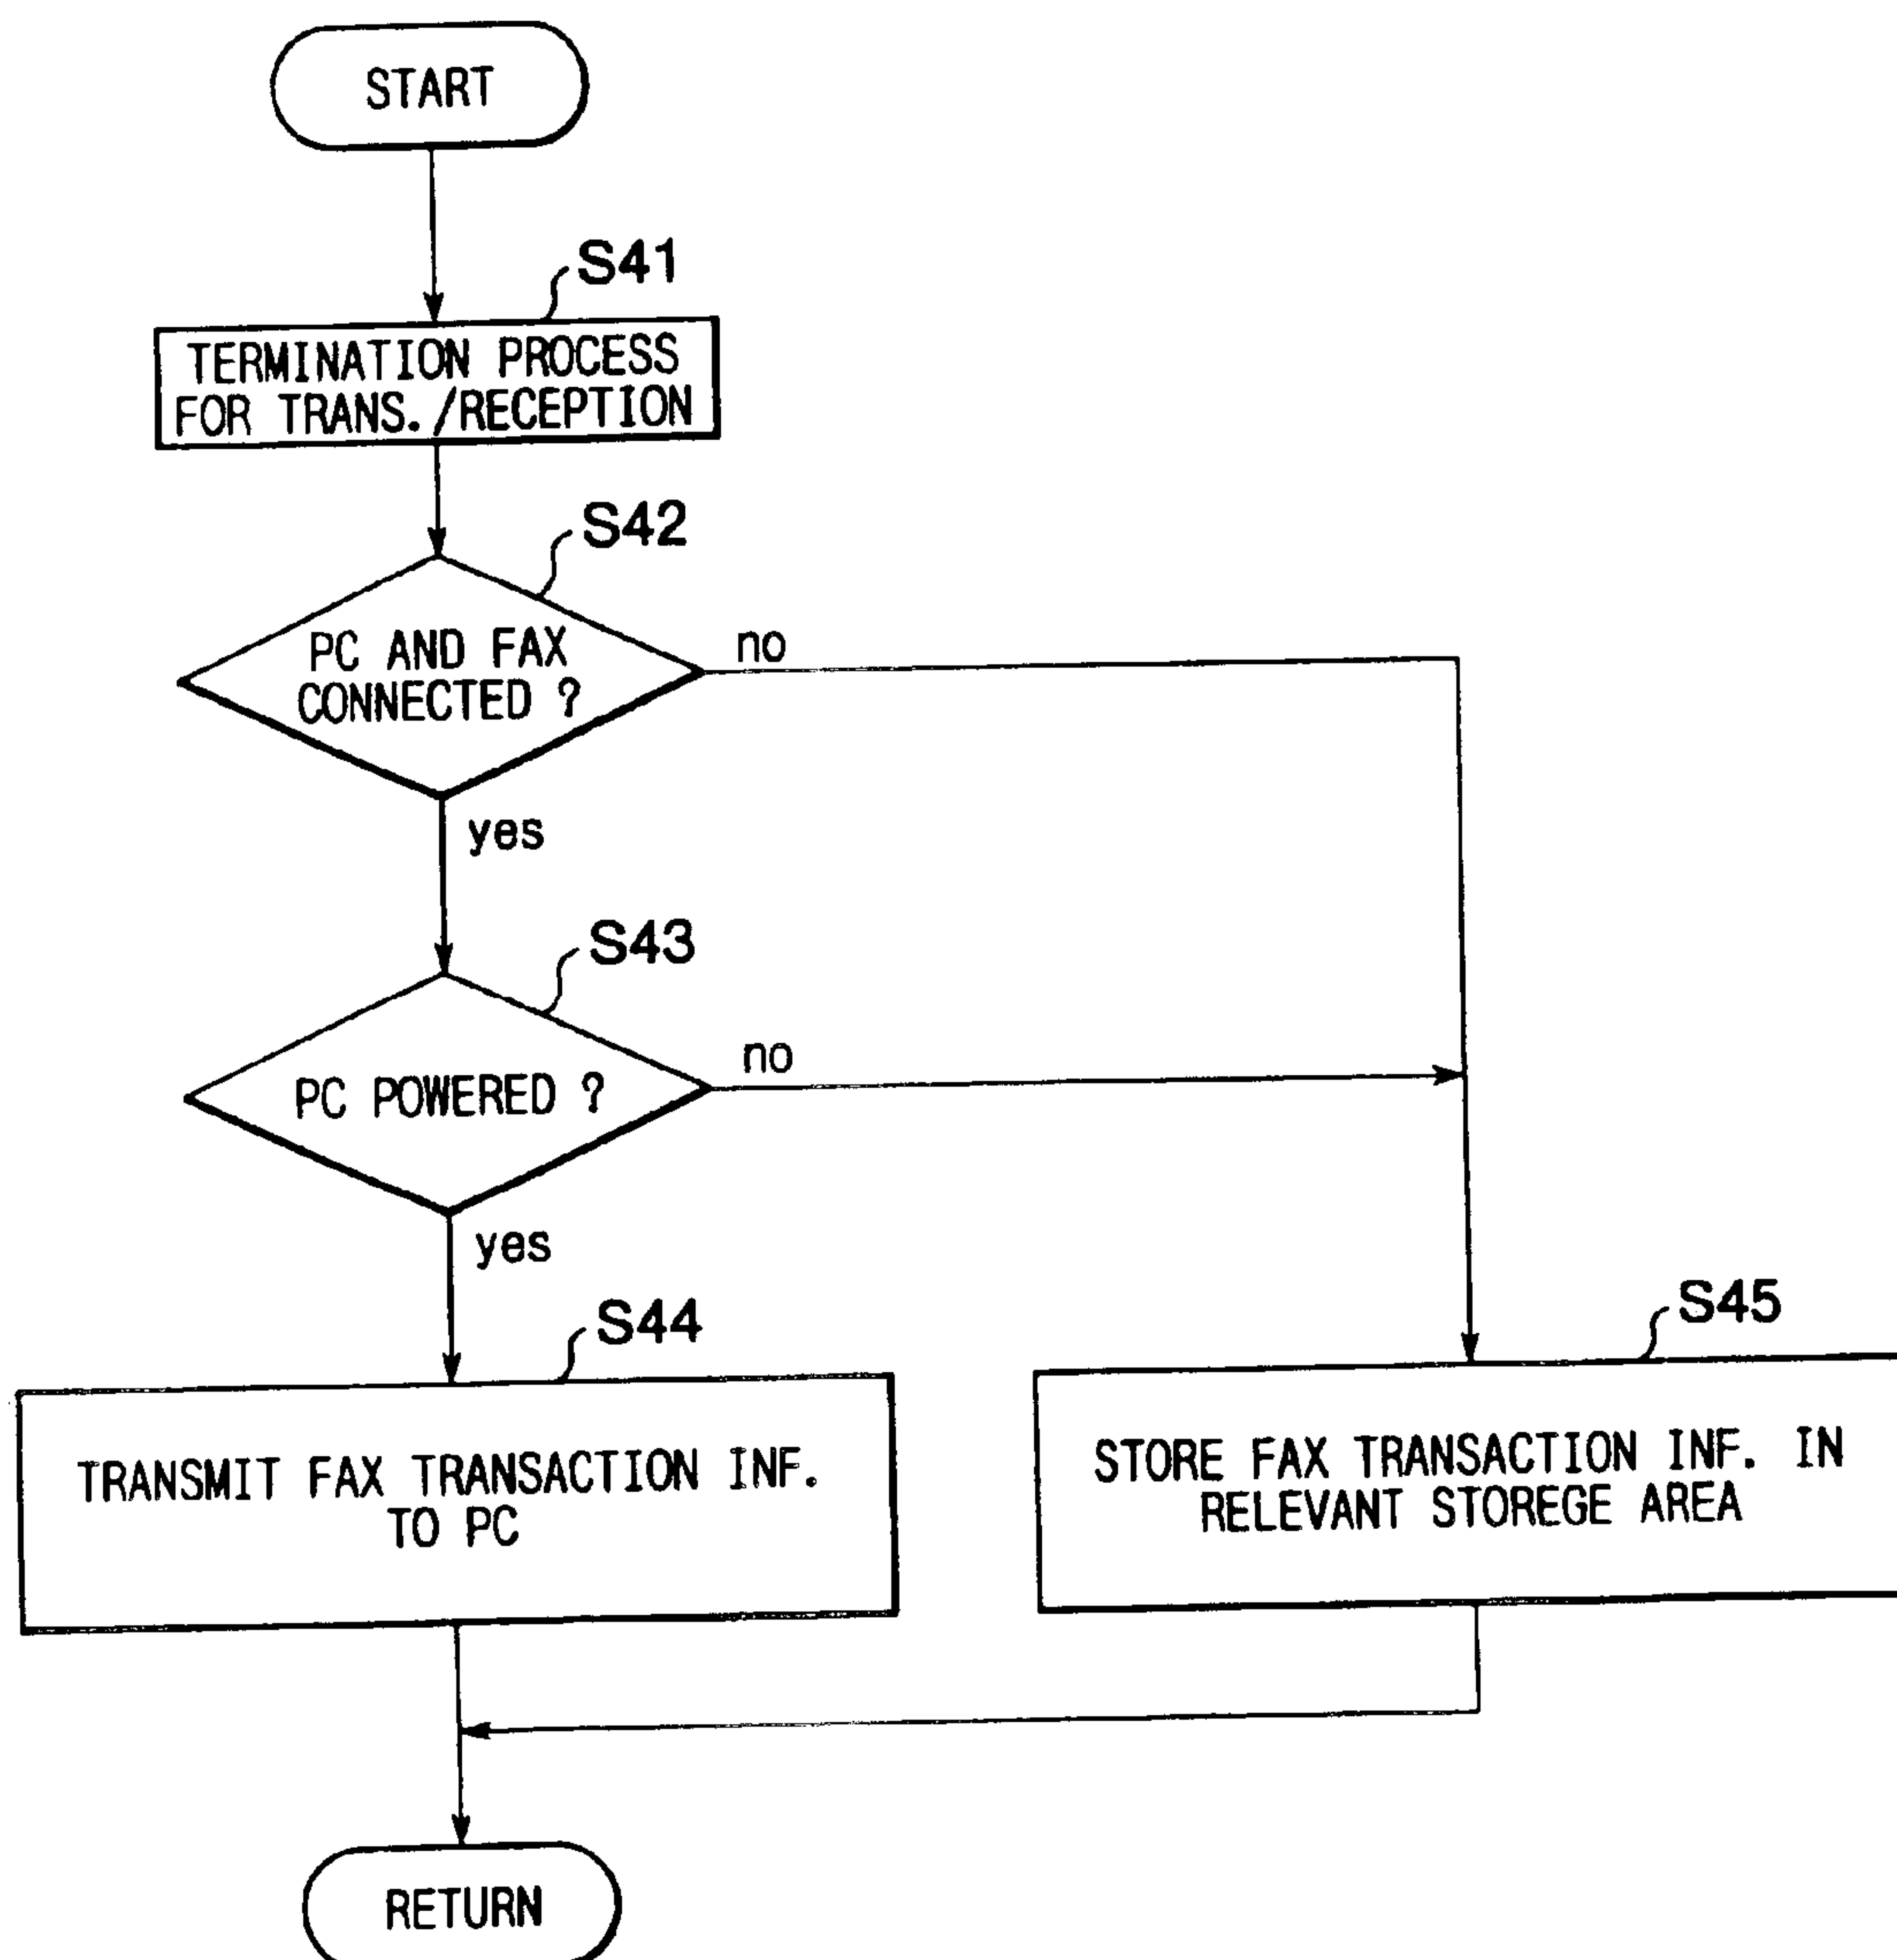 START
S41
TERMINATION PROCESS
FOR TRANS./RECEPTION
S42
PC AND FAX
CONNECTED ?
no
yes
S43
PC POWERED ?
no
yes
S44
TRANSMIT FAX TRANSACTION INF.
TO PC
S45
STORE FAX TRANSACTION INF. IN
RELEVANT STOREGE AREA
RETURN